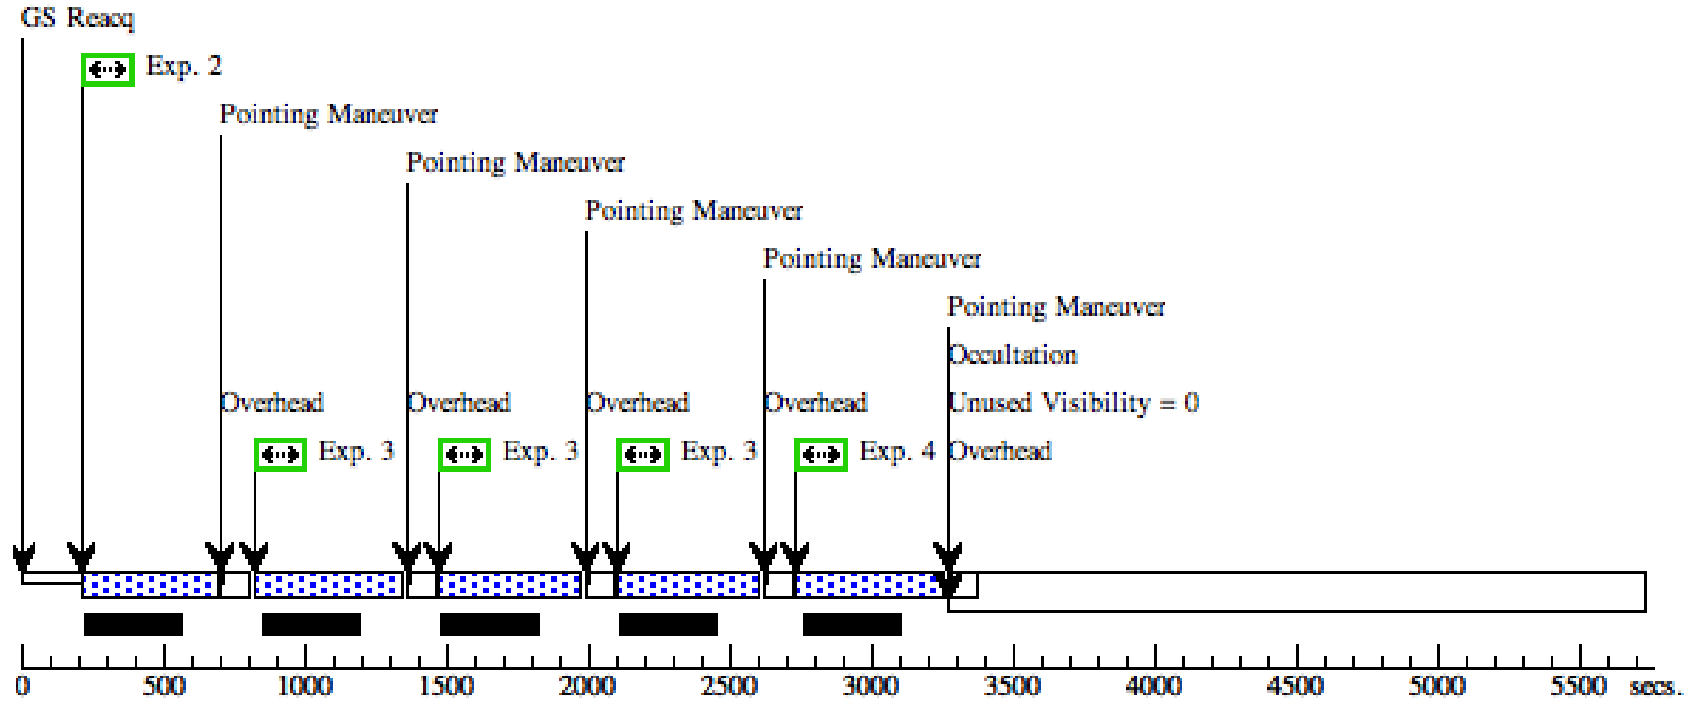 GS Reacq
Exp. 2
Pointing Maneuver
Pointing Maneuver
Pointing Maneuver
Pointing Maneuver
Pointing Maneuver
Occultation
Overhead Overhead Overhead Overhead Unused Visibility = 0
Exp. 3 Exp. 3 Exp. 3 Exp. 4 Overhead
0 500 1000 1500 2000 2500 3000 3500 4000 4500 5000 5500 secs.